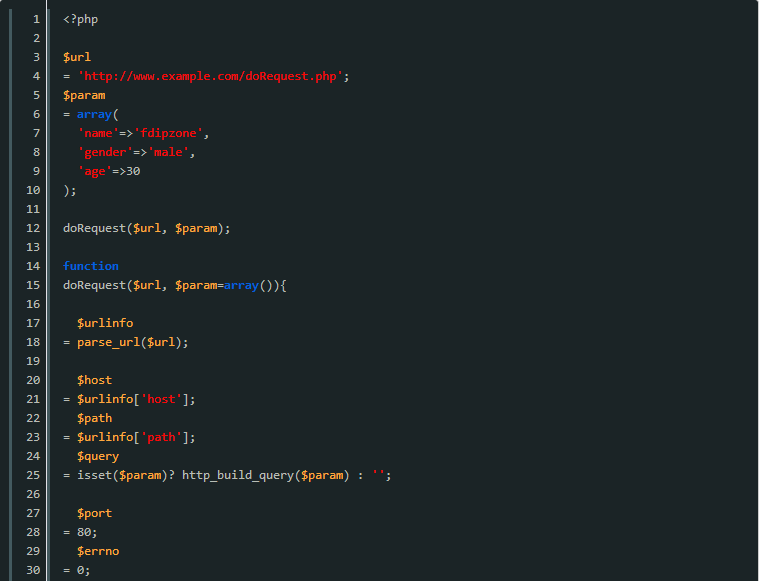 1 <?php
2
3 $url
4 = 'http://www.example.com/doRequest.php';
5 $param
6 = array(
7 'name'=>'fdipzone',
8 'gender'=>'male',
9 'age'=>30
10 );
11
12 doRequest($url, $param);
13
14 function
15 doRequest($url, $param=array()){
16
17 $urlinfo
18 = parse_url($url);
19
20 $host
21 = $urlinfo['host'];
22 $path
23 = $urlinfo['path'];
24 $query
25 = isset($param)? http_build_query($param) : '';
26
27 $port
28 = 80;
29 $errno
30 = 0;